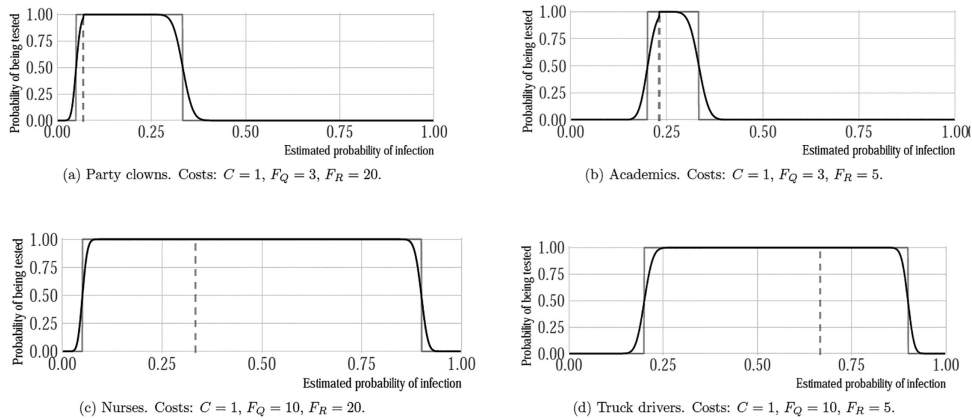 Probability of being tested
1.00
0.75
0.50
0.25
0.00
0.00 0.25 0.50 0.75 1.00
Estimated probability of infection
(a) Party clowns. Costs: C = 1, F_Q = 3, F_R = 20.
Probability of being tested
1.00
0.75
0.50
0.25
0.00
0.00 0.25 0.50 0.75 1.00
Estimated probability of infection
(b) Academics. Costs: C = 1, F_Q = 3, F_R = 5.
Probability of being tested
1.00
0.75
0.50
0.25
0.00
0.00 0.25 0.50 0.75 1.00
Estimated probability of infection
(c) Nurses. Costs: C = 1, F_Q = 10, F_R = 20.
Probability of being tested
1.00
0.75
0.50
0.25
0.00
0.00 0.25 0.50 0.75 1.00
Estimated probability of infection
(d) Truck drivers. Costs: C = 1, F_Q = 10, F_R = 5.